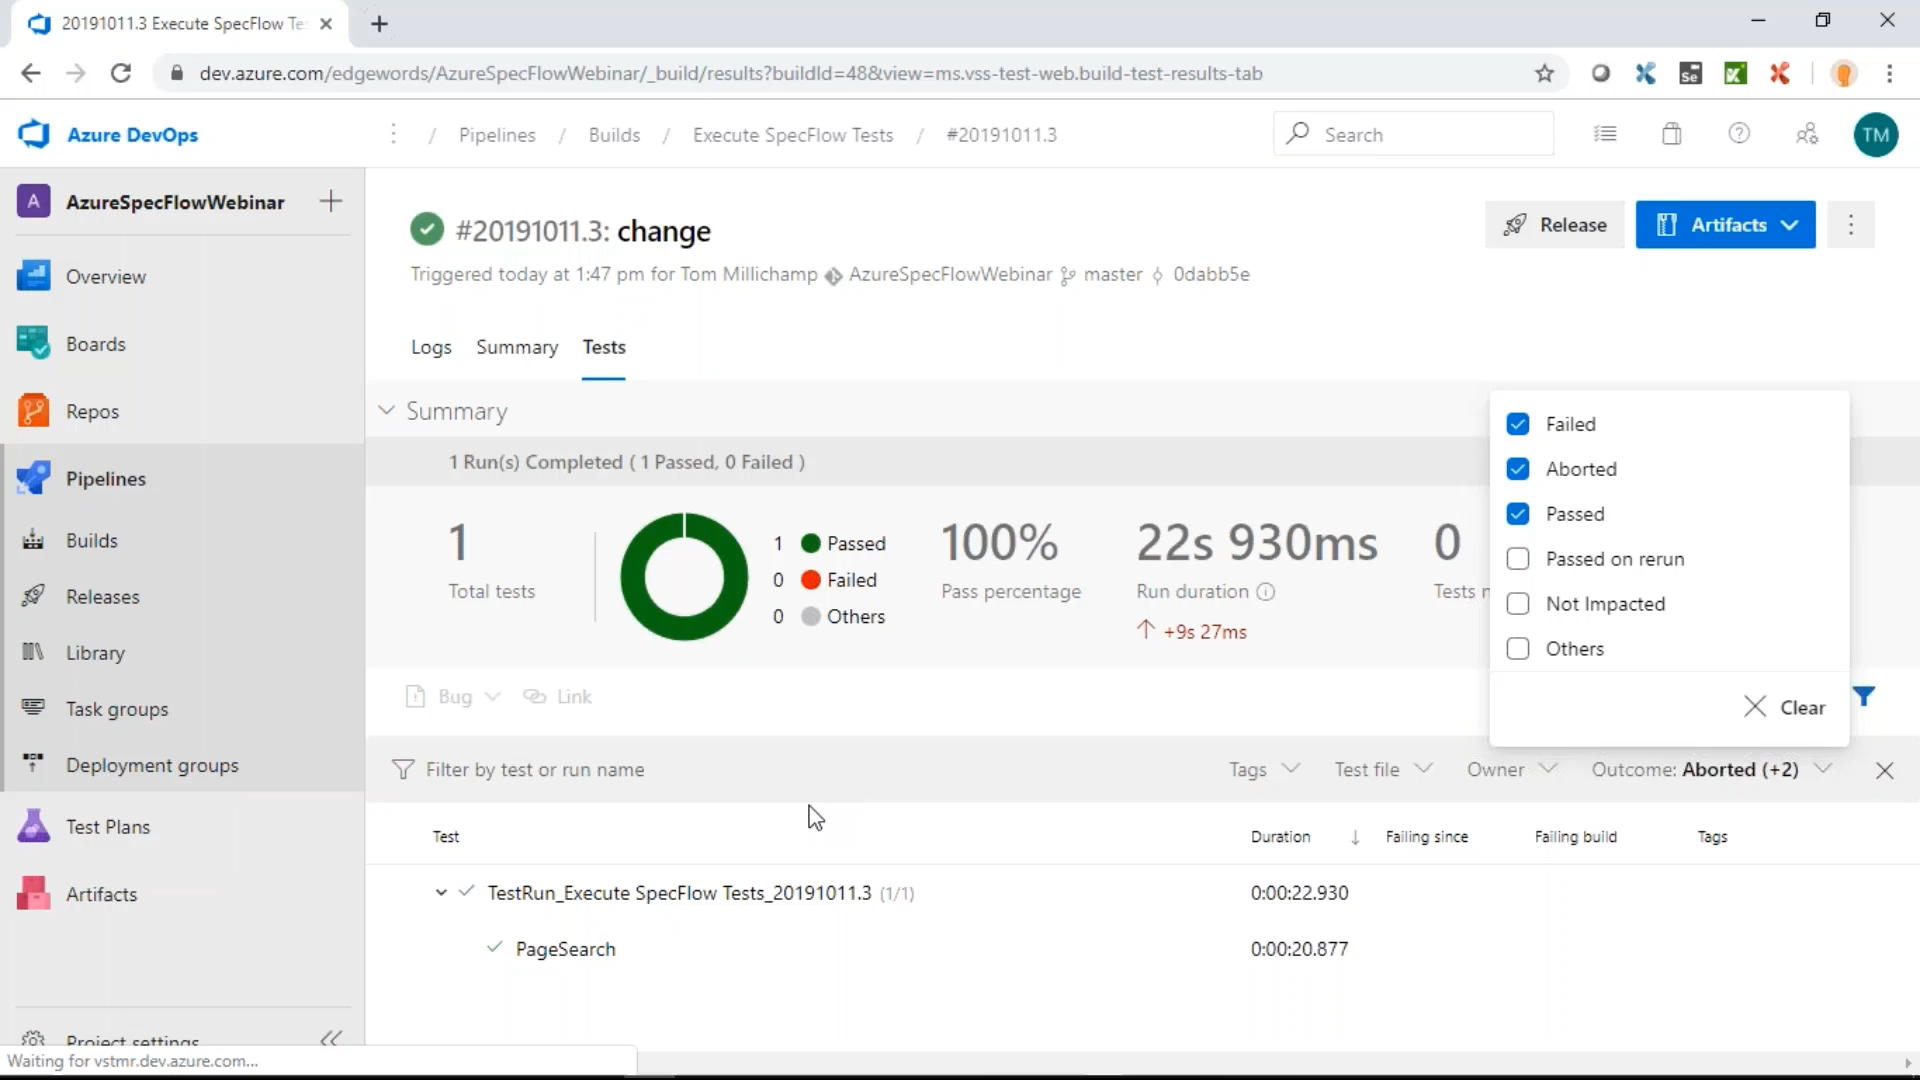 20191011.3 Execute SpecFlow Te
dev.azure.com/edgewords/AzureSpecFlowWebinar/_build/results?buildId=48&view=ms.vss-test-web.build-test-results-tab
Se
Azure DevOps
/ Pipelines / Builds / Execute SpecFlow Tests / #20191011.3
Search
TM
A AzureSpecFlowWebinar
Overview
Boards
Repos
Pipelines
Builds
Releases
Library
Task groups
Deployment groups
Test Plans
Artifacts
Project settings
Waiting for vstmr.dev.azure.com...
#20191011.3: change
Release
Artifacts
Triggered today at 1:47 pm for Tom Millichamp AzureSpecFlowWebinar master 0dabb5e
Logs Summary Tests
Summary
1 Run(s) Completed ( 1 Passed, 0 Failed )
1
Total tests
1 Passed
0 Failed
0 Others
100%
Pass percentage
22s 930ms
Run duration
+9s 27ms
0
Tests
Failed
Aborted
Passed
Passed on rerun
Not Impacted
Others
Clear
Bug Link
Filter by test or run name
Tags Test file Owner Outcome: Aborted (+2)
Test Duration Failing since Failing build Tags
TestRun_Execute SpecFlow Tests_20191011.3 (1/1) 0:00:22.930
PageSearch 0:00:20.877